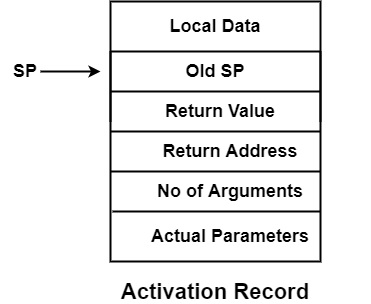 Local Data
SP
Old SP
Return Value
Return Address
No of Arguments
Actual Parameters
Activation Record